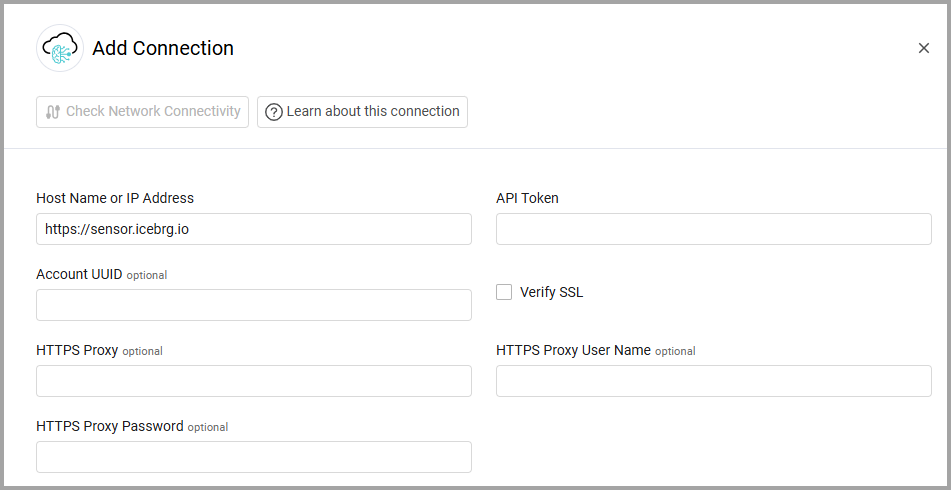 Add Connection
Check Network Connectivity
Learn about this connection
Host Name or IP Address
https://sensor.icebrg.io
API Token
Account UUID optional
Verify SSL
HTTPS Proxy optional
HTTPS Proxy User Name optional
HTTPS Proxy Password optional